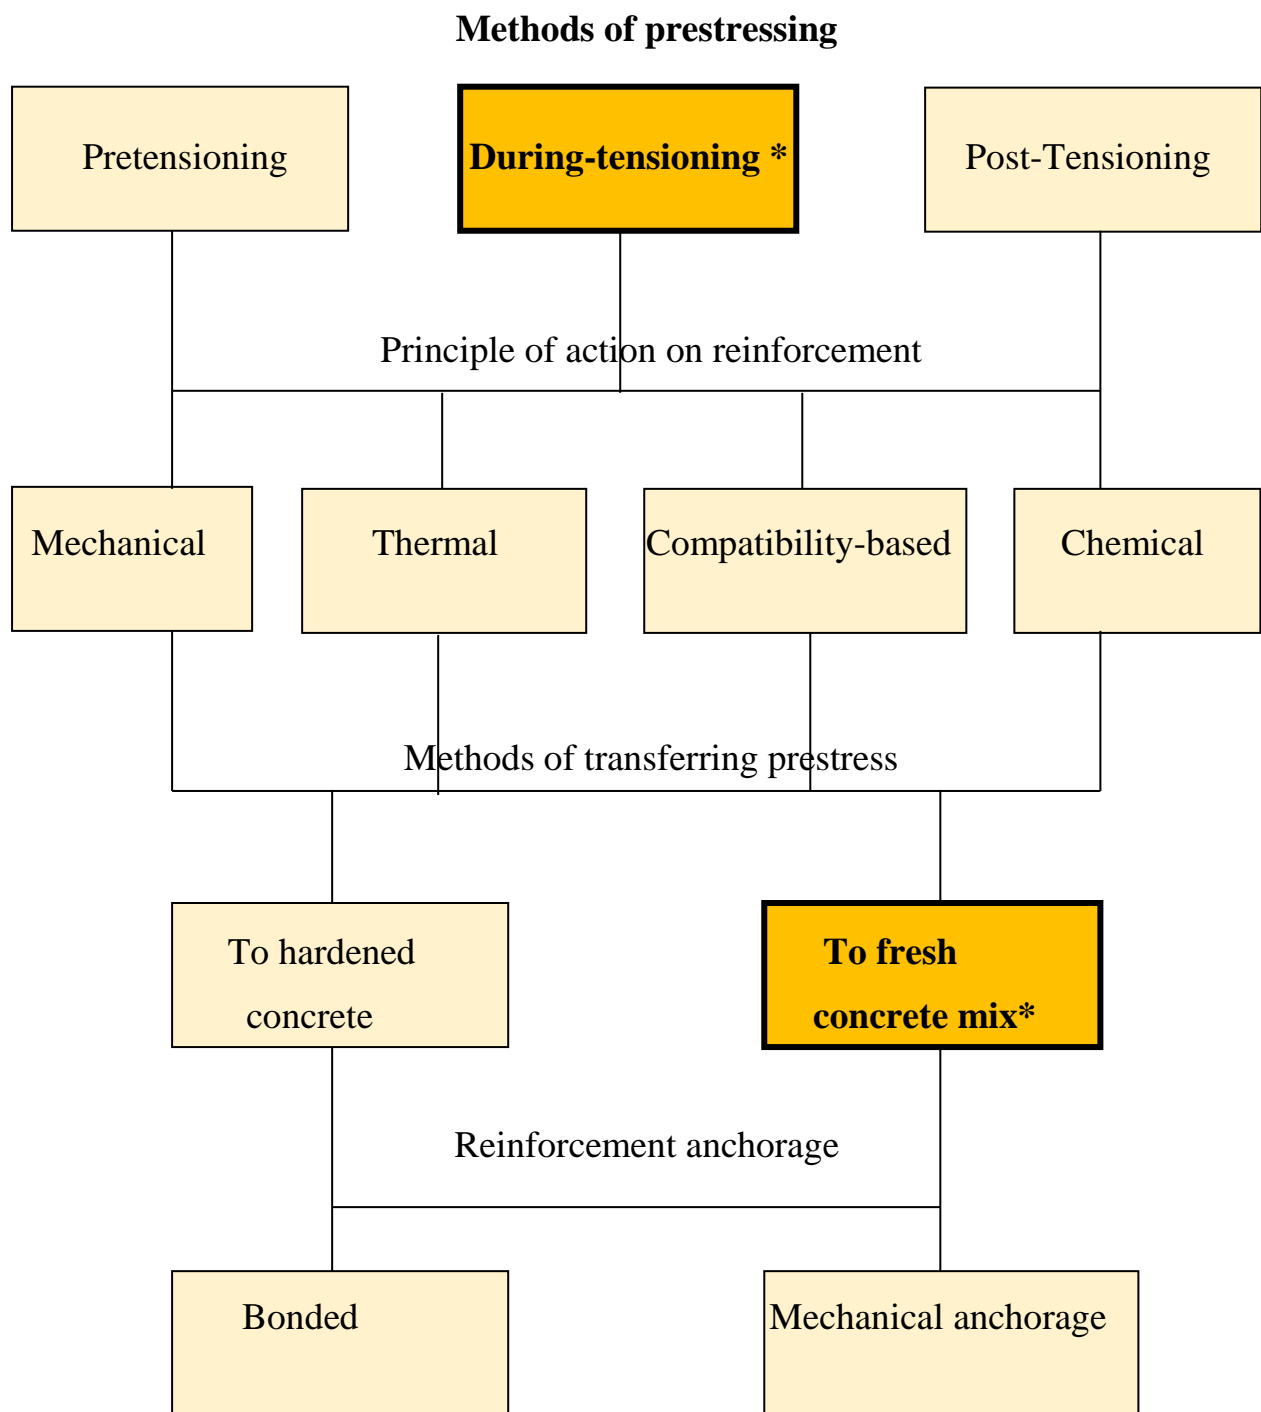 Methods of prestressing
Pretensioning
During-tensioning *
Post-Tensioning
Principle of action on reinforcement
Mechanical
Thermal
Compatibility-based
Chemical
Methods of transferring prestress
To hardened
concrete
To fresh
concrete mix*
Reinforcement anchorage
Bonded
Mechanical anchorage